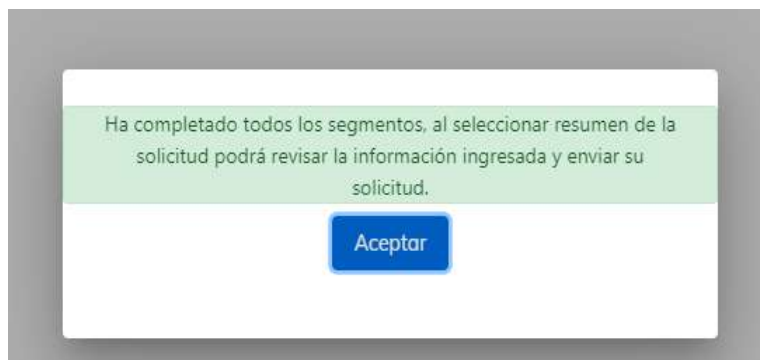 Ha completado todos los segmentos, al seleccionar resumen de la
solicitud podrá revisar la información ingresada y enviar su
solicitud.
Aceptar